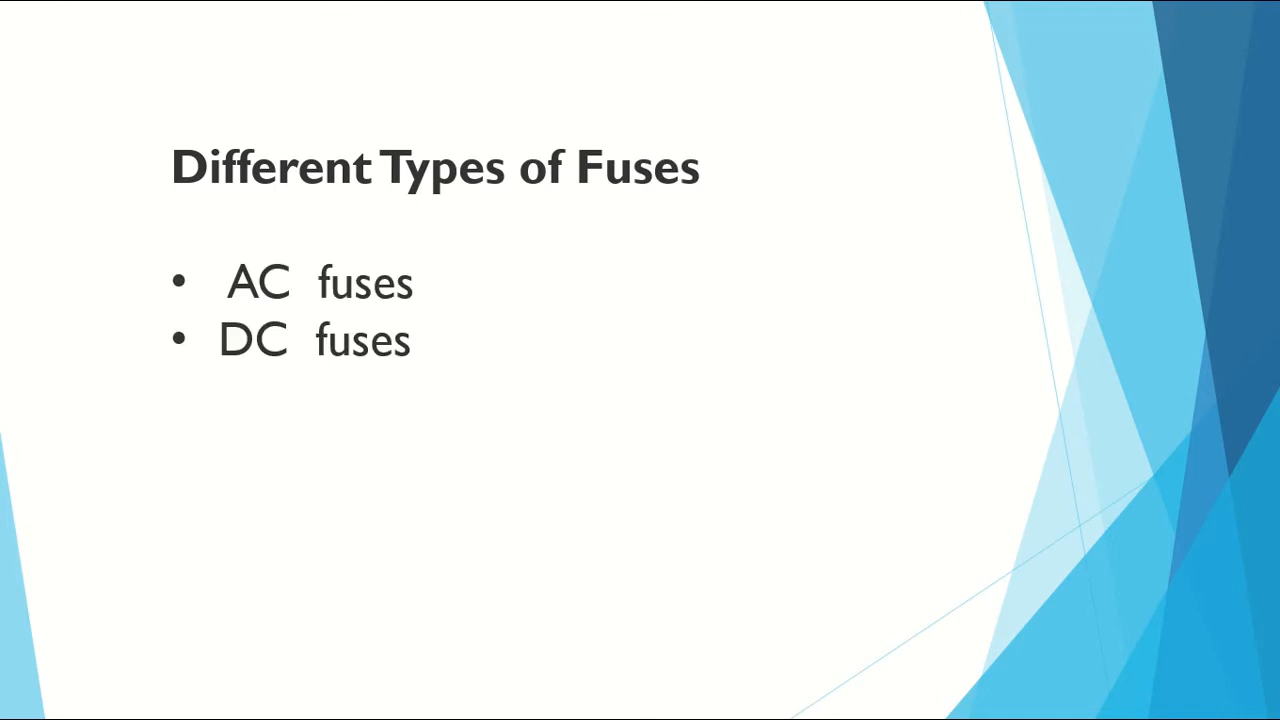 Different Types of Fuses
• AC fuses
• DC fuses